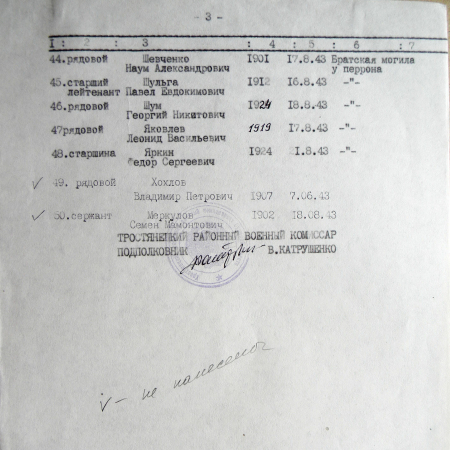 - 3 -
1 : 2 : 3 : 4 : 5 : 6 : 7
44.рядовой Шевченко 1901 17.8.43 Братская могила
Наум Александрович у перрона
45.старший Шульга 1912 16.8.43 -"-
лейтенант Павел Евдокимович
46.рядовой Шум 1924 18.8.43 -"-
Георгий Никитович
47рядовой Яковлев 1919 17.8.43 -"-
Леонид Васильевич
48.старшина Яркин 1924 21.8.43 -"-
Федор Сергеевич
√ 49. рядовой Хохлов
Владимир Петрович 1907 7.06.43
√ 50.сержант Меркулов 1902 18.08.43
Семен Мамонтович
ТРОСТЯНЕЦКИЙ РАЙОННЫЙ ВОЕННЫЙ КОМИССАР
ПОДПОЛКОВНИК В.КАТРУШЕНКО
√ - не нанесены